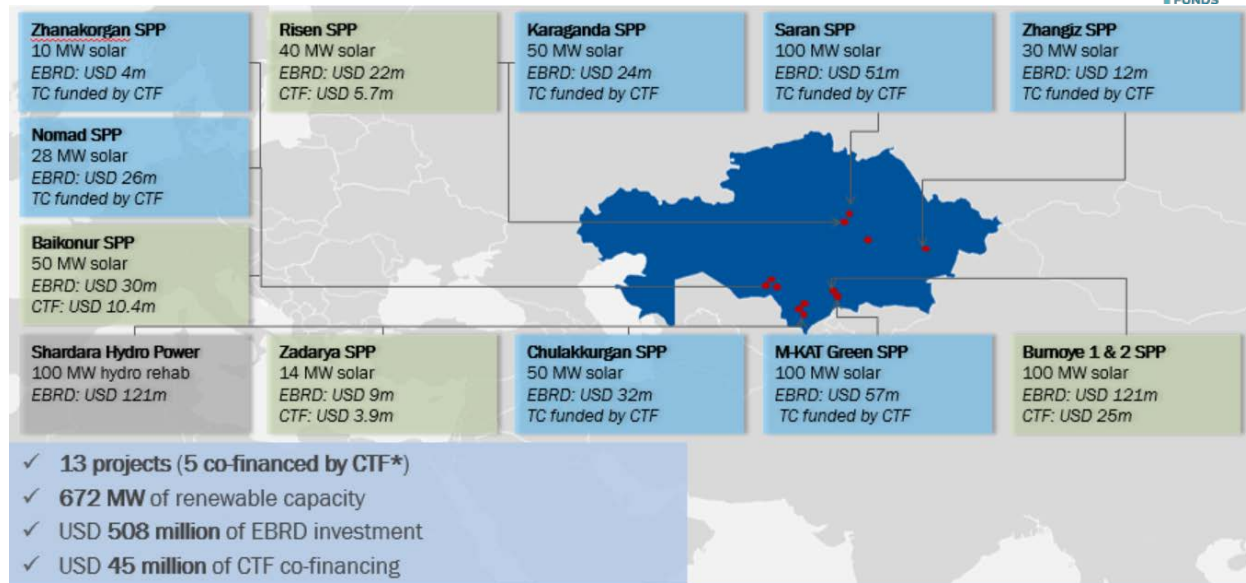 FUNDS
Zhanakorgan SPP
10 MW solar
EBRD: USD 4m
TC funded by CTF
Risen SPP
40 MW solar
EBRD: USD 22m
CTF: USD 5.7m
Karaganda SPP
50 MW solar
EBRD: USD 24m
TC funded by CTF
Saran SPP
100 MW solar
EBRD: USD 51m
TC funded by CTF
Zhangiz SPP
30 MW solar
EBRD: USD 12m
TC funded by CTF
Nomad SPP
28 MW solar
EBRD: USD 26m
TC funded by CTF
Baikonur SPP
50 MW solar
EBRD: USD 30m
CTF: USD 10.4m
Shardara Hydro Power
100 MW hydro rehab
EBRD: USD 121m
Zadarya SPP
14 MW solar
EBRD: USD 9m
CTF: USD 3.9m
Chulakkurgan SPP
50 MW solar
EBRD: USD 32m
TC funded by CTF
M-KAT Green SPP
100 MW solar
EBRD: USD 57m
TC funded by CTF
Burnoye 1 & 2 SPP
100 MW solar
EBRD: USD 121m
CTF: USD 25m
✓ 13 projects (5 co-financed by CTF*)
✓ 672 MW of renewable capacity
✓ USD 508 million of EBRD investment
✓ USD 45 million of CTF co-financing